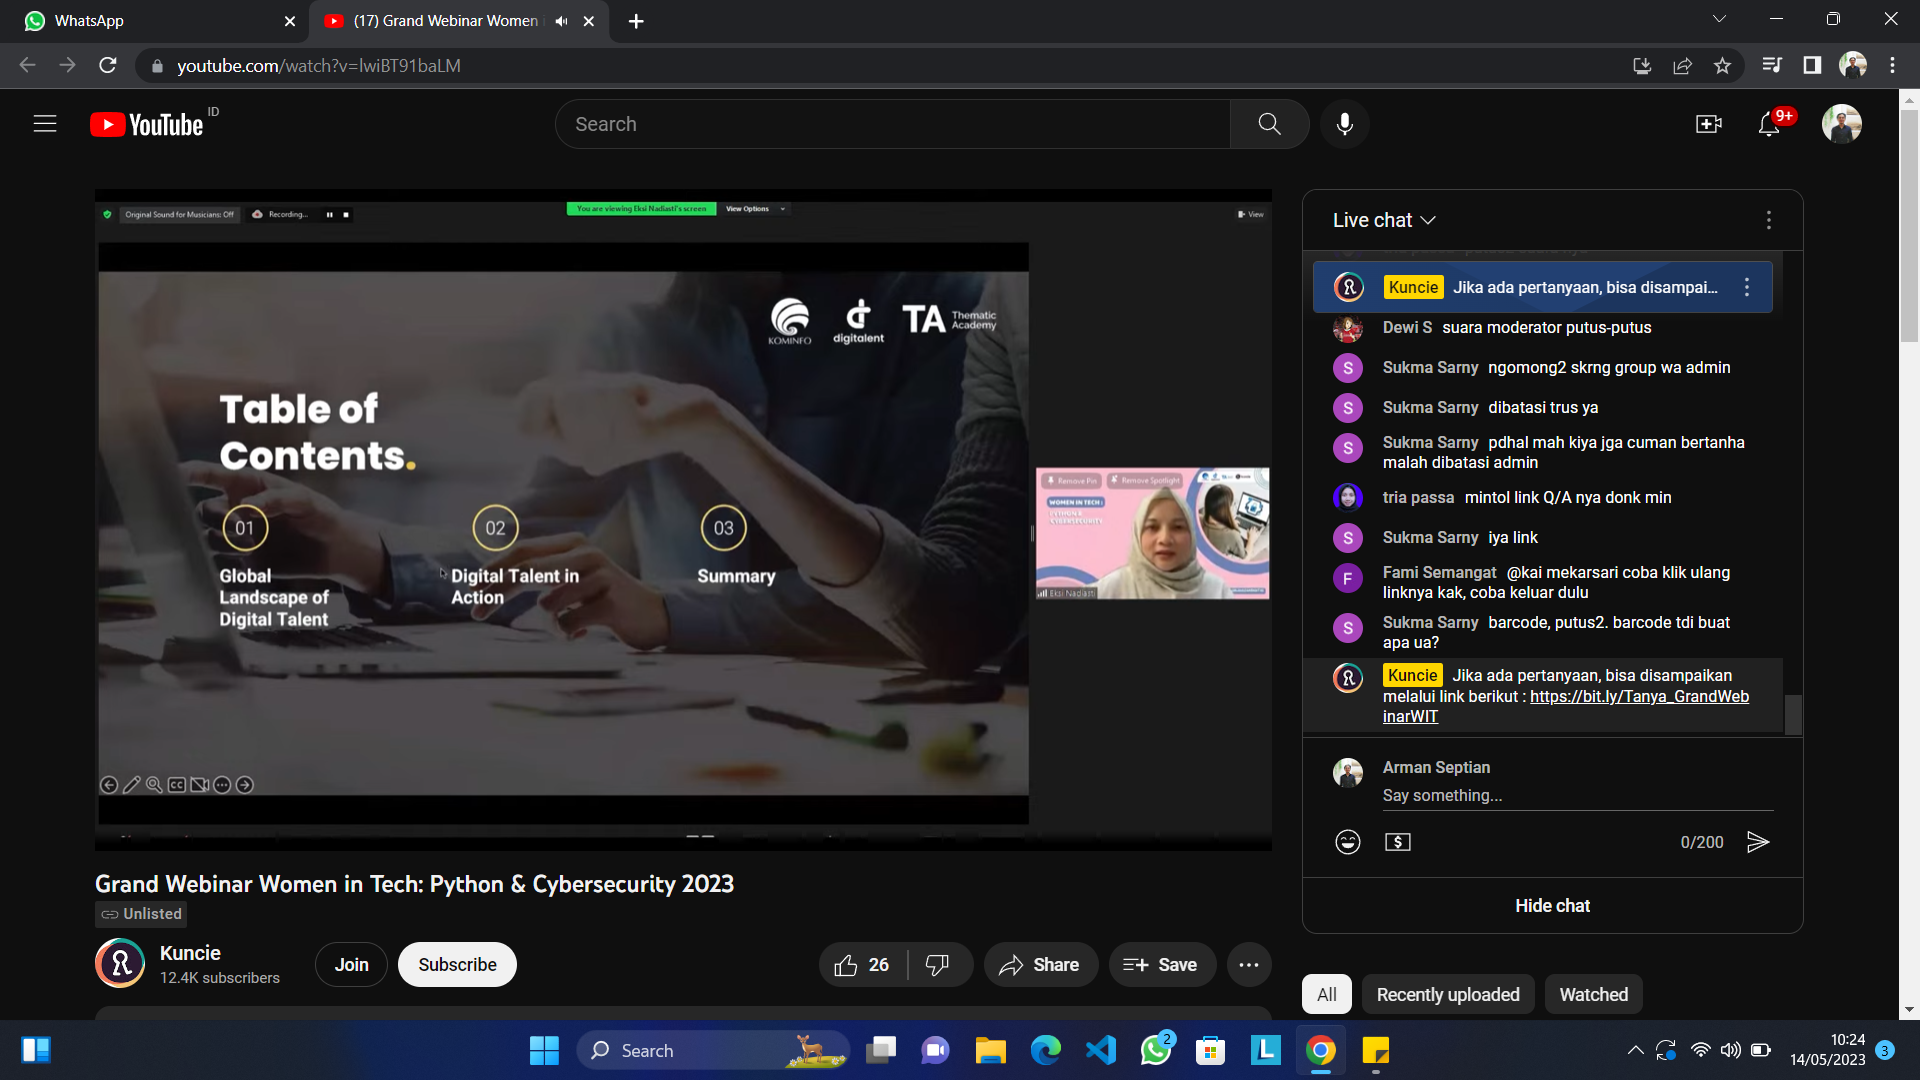 WhatsApp
(17) Grand Webinar Women
youtube.com/watch?v=IwiBT91baLM
YouTube ID
Search
9+
Original Sound for Musicians: Off
Recording...
You are viewing Eksi Nadiasti's screen
View Options
View
KOMINFO
digitalent
TA Thematic Academy
Table of
Contents.
01
02
03
Global
Landscape of
Digital Talent
Digital Talent in
Action
Summary
Remove Pin
Remove Spotlight
WOMEN IN TECH :
PYTHON &
CYBERSECURITY
Eksi Nadiasti
Grand Webinar Women in Tech: Python & Cybersecurity 2023
Unlisted
Kuncie
12.4K subscribers
Join
Subscribe
26
Share
Save
Live chat
Kuncie Jika ada pertanyaan, bisa disampai...
Dewi S suara moderator putus-putus
S Sukma Sarny ngomong2 skrng group wa admin
S Sukma Sarny dibatasi trus ya
S Sukma Sarny pdhal mah kiya jga cuman bertanha
malah dibatasi admin
tria passa mintol link Q/A nya donk min
S Sukma Sarny iya link
F Fami Semangat @kai mekarsari coba klik ulang
linknya kak, coba keluar dulu
S Sukma Sarny barcode, putus2. barcode tdi buat
apa ua?
Kuncie Jika ada pertanyaan, bisa disampaikan
melalui link berikut : https://bit.ly/Tanya_GrandWeb
inarWIT
Arman Septian
Say something...
0/200
Hide chat
All
Recently uploaded
Watched
Search
2
L
10:24
14/05/2023
3